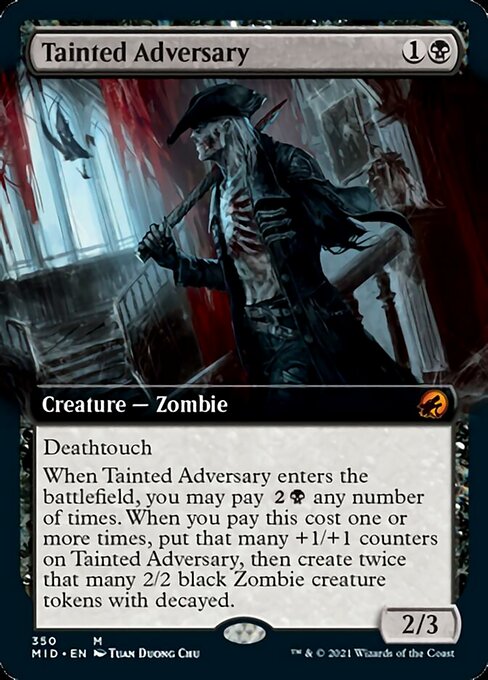 Tainted Adversary 1
Creature — Zombie
Deathtouch
When Tainted Adversary enters the
battlefield, you may pay 2 any number
of times. When you pay this cost one or
more times, put that many +1/+1 counters
on Tainted Adversary, then create twice
that many 2/2 black Zombie creature
tokens with decayed.
2/3
350 M
MID • EN Tuan Duong Chu ™ & © 2021 Wizards of the Coast